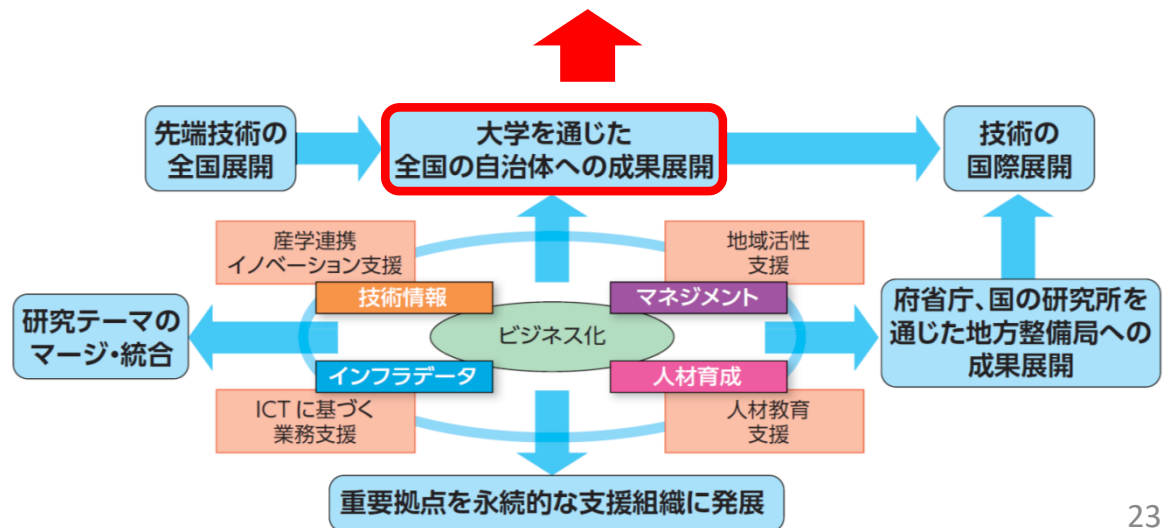 先端技術の
全国展開
大学を通じた
全国の自治体への成果展開
技術の
国際展開
産学連携
イノベーション支援
地域活性
支援
技術情報
マネジメント
研究テーマの
マージ・統合
ビジネス化
府省庁、国の研究所を
通じた地方整備局への
成果展開
インフラデータ
人材育成
ICTに基づく
業務支援
人材教育
支援
重要拠点を永続的な支援組織に発展
23